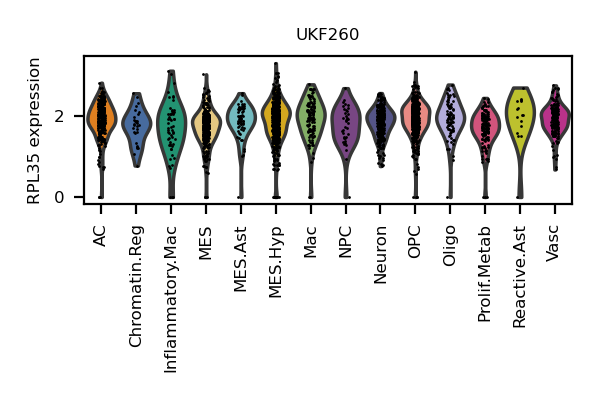 UKF260
RPL35 expression
2
0
AC
Chromatin.Reg
Inflammatory.Mac
MES
MES.Ast
MES.Hyp
Mac
NPC
Neuron
OPC
Oligo
Prolif.Metab
Reactive.Ast
Vasc